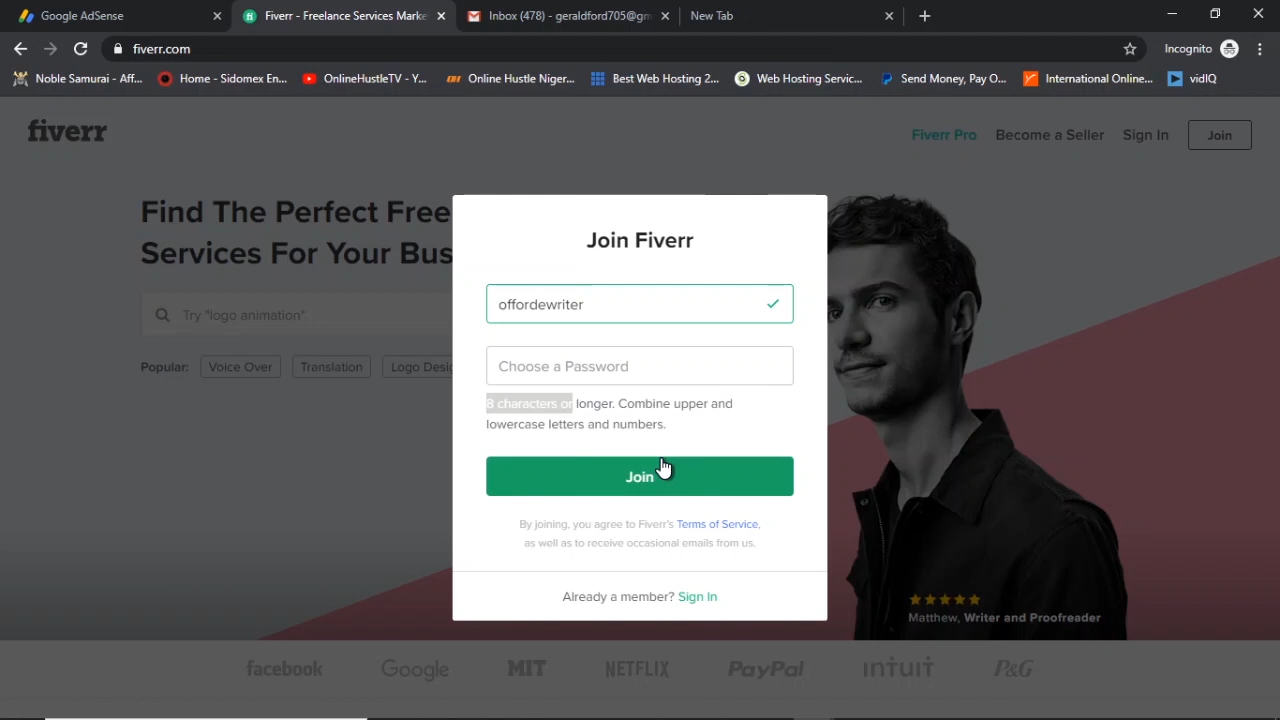 Google AdSense
Fiverr - Freelance Services Marke
Inbox (478) - geraldford705@gm
New Tab
fiverr.com
Incognito
Noble Samurai - Aff...
Home - Sidomex En...
OnlineHustleTV - Y...
Online Hustle Niger...
Best Web Hosting 2...
Web Hosting Servic...
Send Money, Pay O...
International Online...
vidIQ
fiverr
Fiverr Pro
Become a Seller
Sign In
Join
Find The Perfect Free
Services For Your Bus
Try "logo animation"
Popular:
Voice Over
Translation
Logo Desig
Join Fiverr
offordewriter
Choose a Password
8 characters or longer. Combine upper and
lowercase letters and numbers.
Join
By joining, you agree to Fiverr's Terms of Service,
as well as to receive occasional emails from us.
Already a member? Sign In
Matthew, Writer and Proofreader
facebook
Google
MIT
NETFLIX
PayPal
intuit
P&G